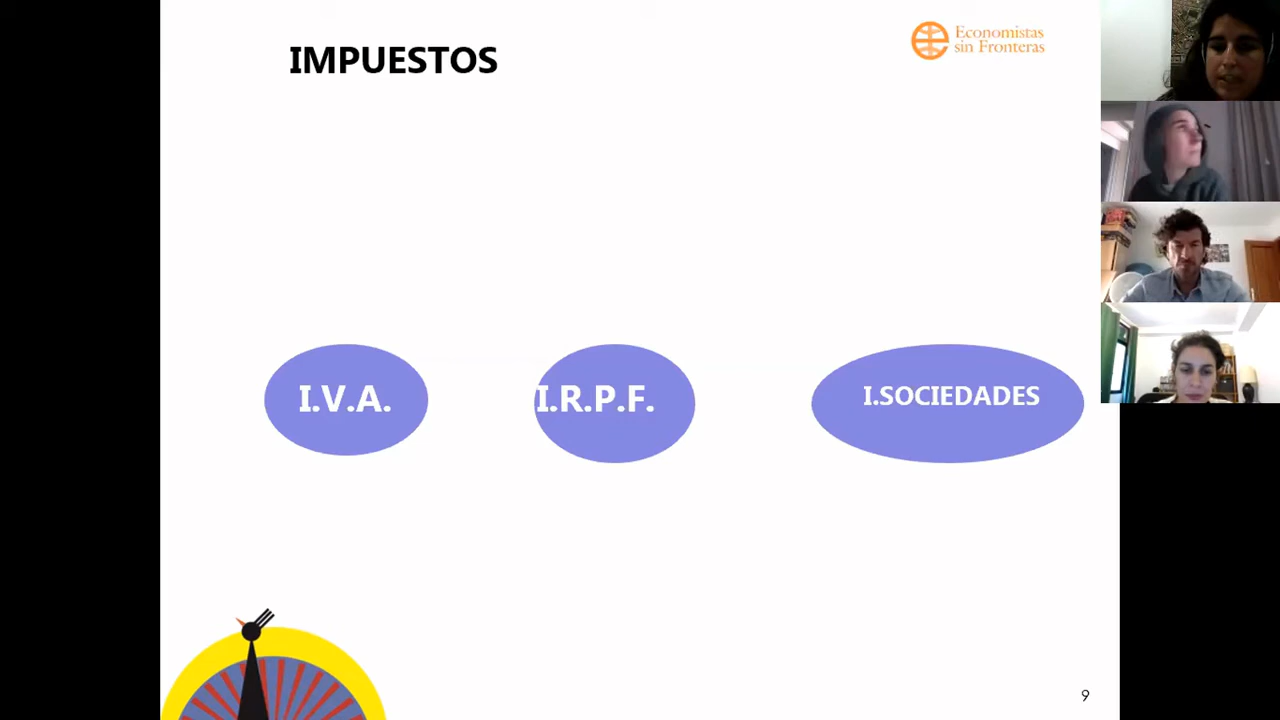 IMPUESTOS
Economistas
sin Fronteras
I.V.A.
I.R.P.F.
I.SOCIEDADES
9